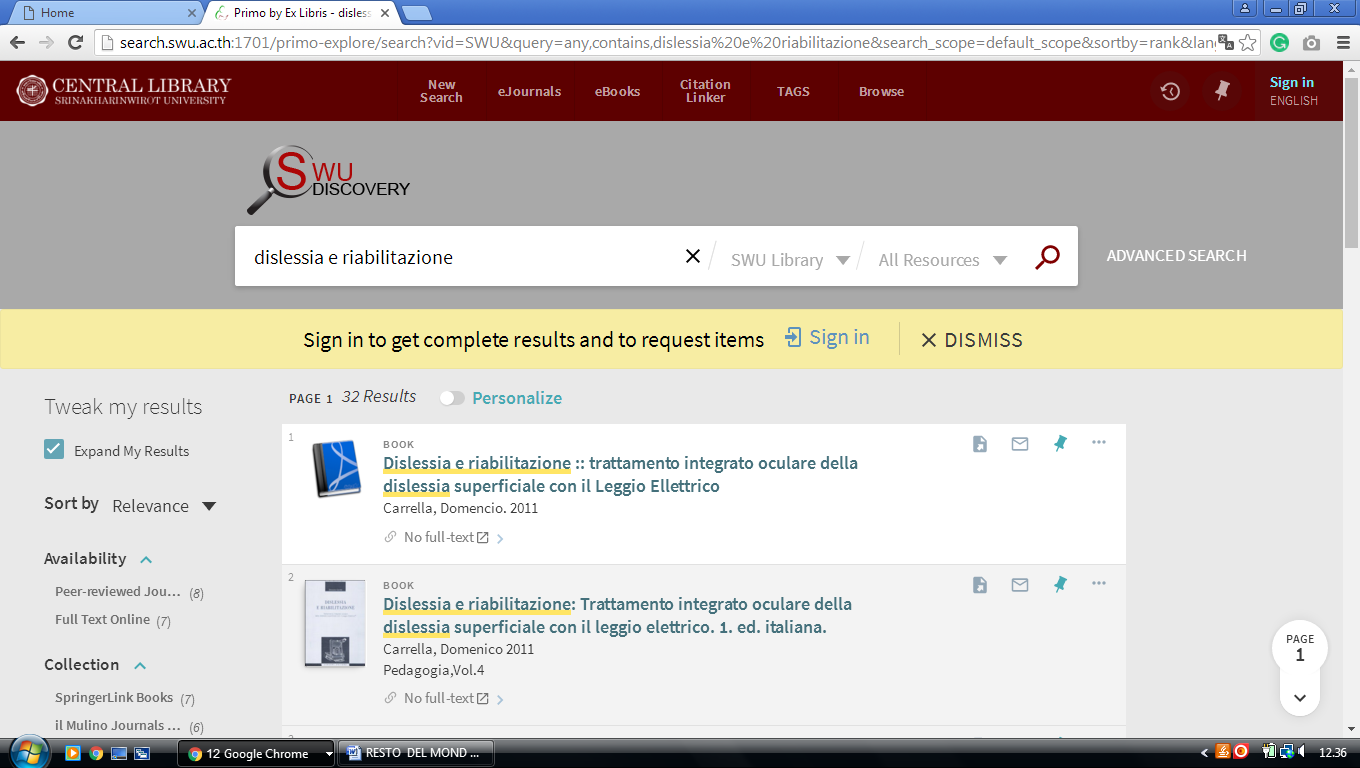 Home
Primo by Ex Libris - disless
search.swu.ac.th:1701/primo-explore/search?vid=SWU&query=any,contains,dislessia%20e%20riabilitazione&search_scope=default_scope&sortby=rank&lang
CENTRAL LIBRARY
SRINAKHARINWIROT UNIVERSITY
New Search
eJournals
eBooks
Citation Linker
TAGS
Browse
Sign in
ENGLISH
SWU
DISCOVERY
dislessia e riabilitazione
SWU Library
All Resources
ADVANCED SEARCH
Sign in to get complete results and to request items
Sign in
DISMISS
Tweak my results
Expand My Results
Sort by Relevance
Availability
Peer-reviewed Jou... (8)
Full Text Online (7)
Collection
SpringerLink Books (7)
il Mulino Journals ... (6)
PAGE 1 32 Results
Personalize
1
BOOK
Dislessia e riabilitazione :: trattamento integrato oculare della
dislessia superficiale con il Leggio Ellettrico
Carrella, Domencio. 2011
No full-text
2
BOOK
Dislessia e riabilitazione: Trattamento integrato oculare della
dislessia superficiale con il leggio elettrico. 1. ed. italiana.
Carrella, Domenico 2011
Pedagogia,Vol.4
No full-text
DISLESSIA
E RIABILITAZIONE
PAGE
1
12 Google Chrome
RESTO DEL MOND ...
12.36